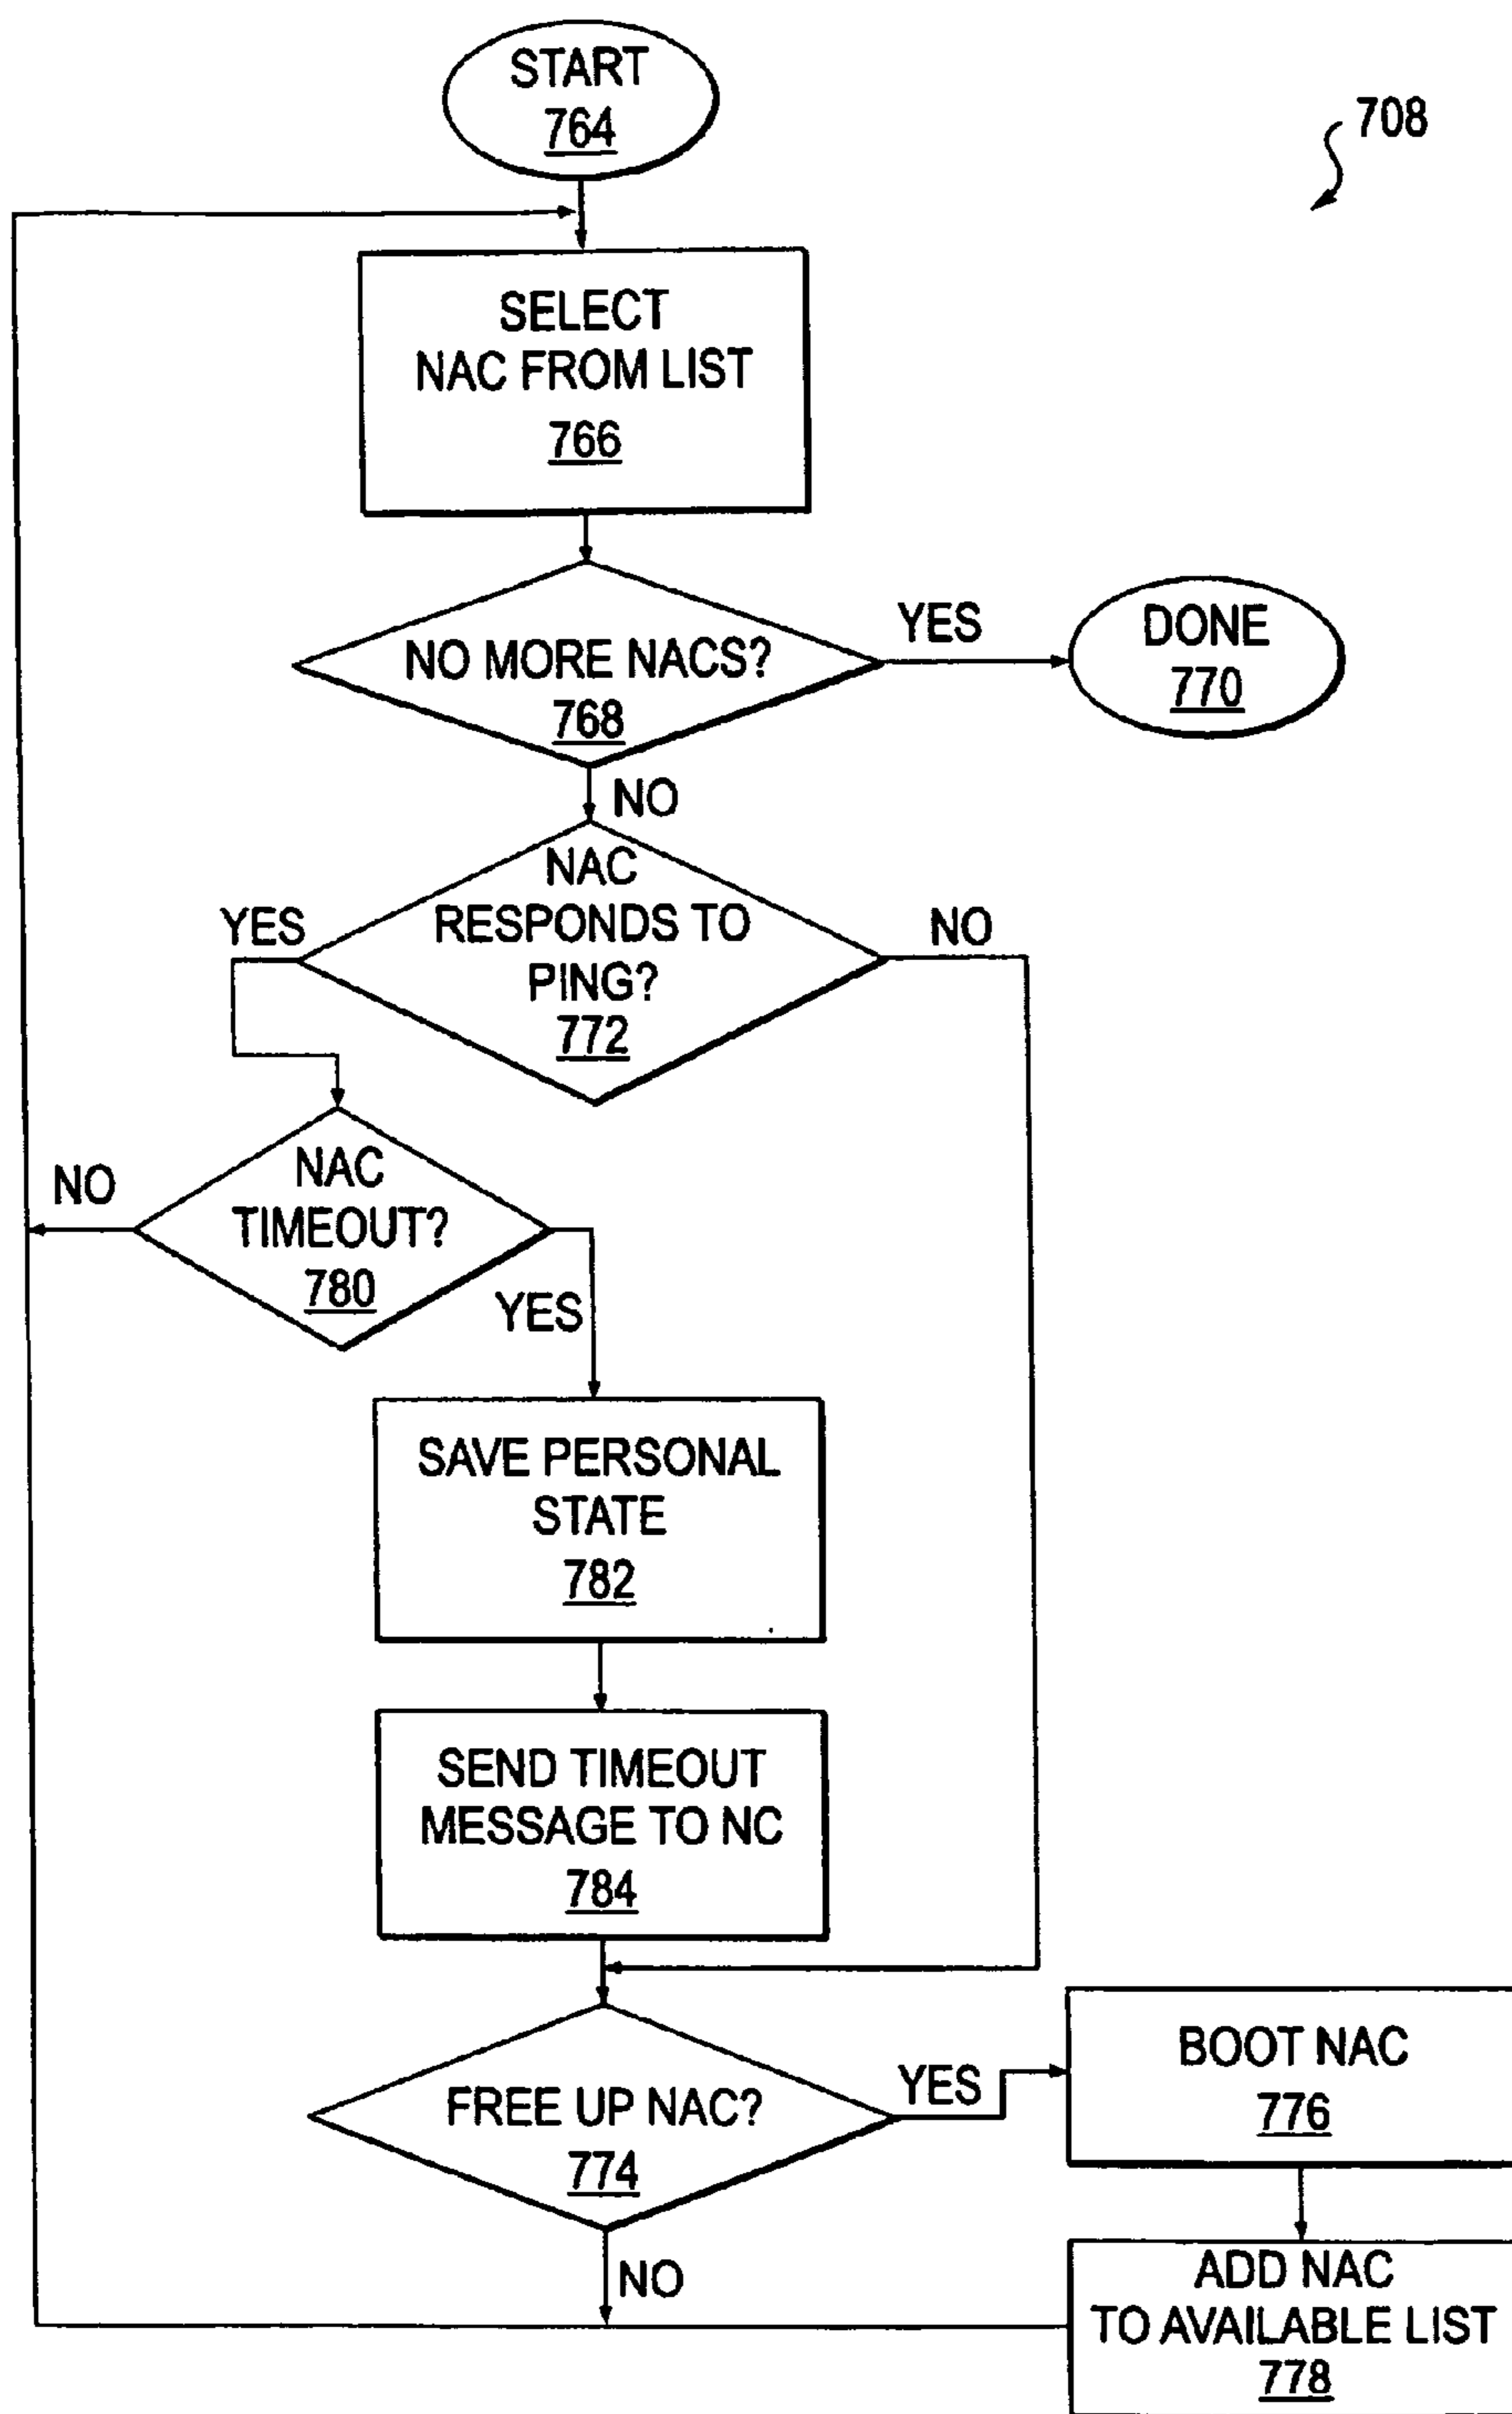 START
764
708
SELECT
NAC FROM LIST
766
NO MORE NACS?
768
YES
DONE
770
NO
NAC
RESPONDS TO
PING?
772
YES
NO
NAC
TIMEOUT?
780
NO
YES
SAVE PERSONAL
STATE
782
SEND TIMEOUT
MESSAGE TO NC
784
FREE UP NAC?
774
YES
BOOT NAC
776
NO
ADD NAC
TO AVAILABLE LIST
778